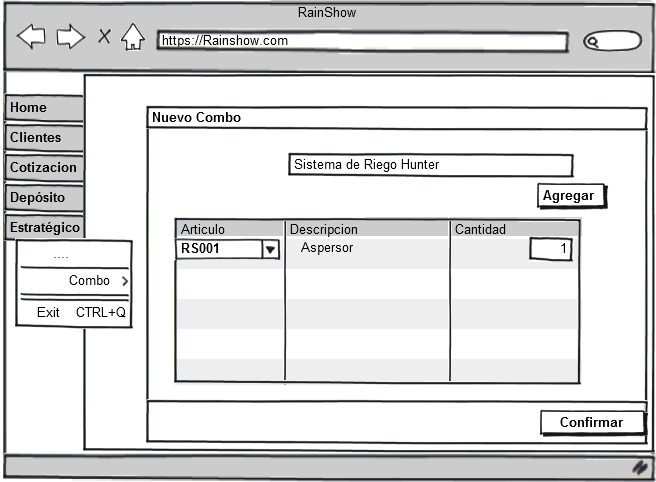 RainShow
https://Rainshow.com
Home
Clientes
Cotizacion
Depósito
Estratégico
....
Combo >
Exit CTRL+Q
Nuevo Combo
Sistema de Riego Hunter
Agregar
Articulo Descripcion Cantidad
RS001 Aspersor 1
Confirmar